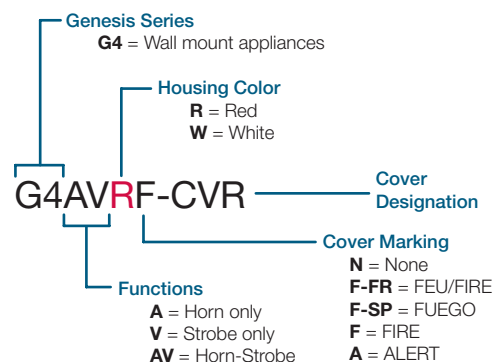 Genesis Series
G4 = Wall mount appliances
Housing Color
R = Red
W = White
G4AVRF-CVR
Cover
Designation
Cover Marking
N = None
F-FR = FEU/FIRE
F-SP = FUEGO
F = FIRE
A = ALERT
Functions
A = Horn only
V = Strobe only
AV = Horn-Strobe